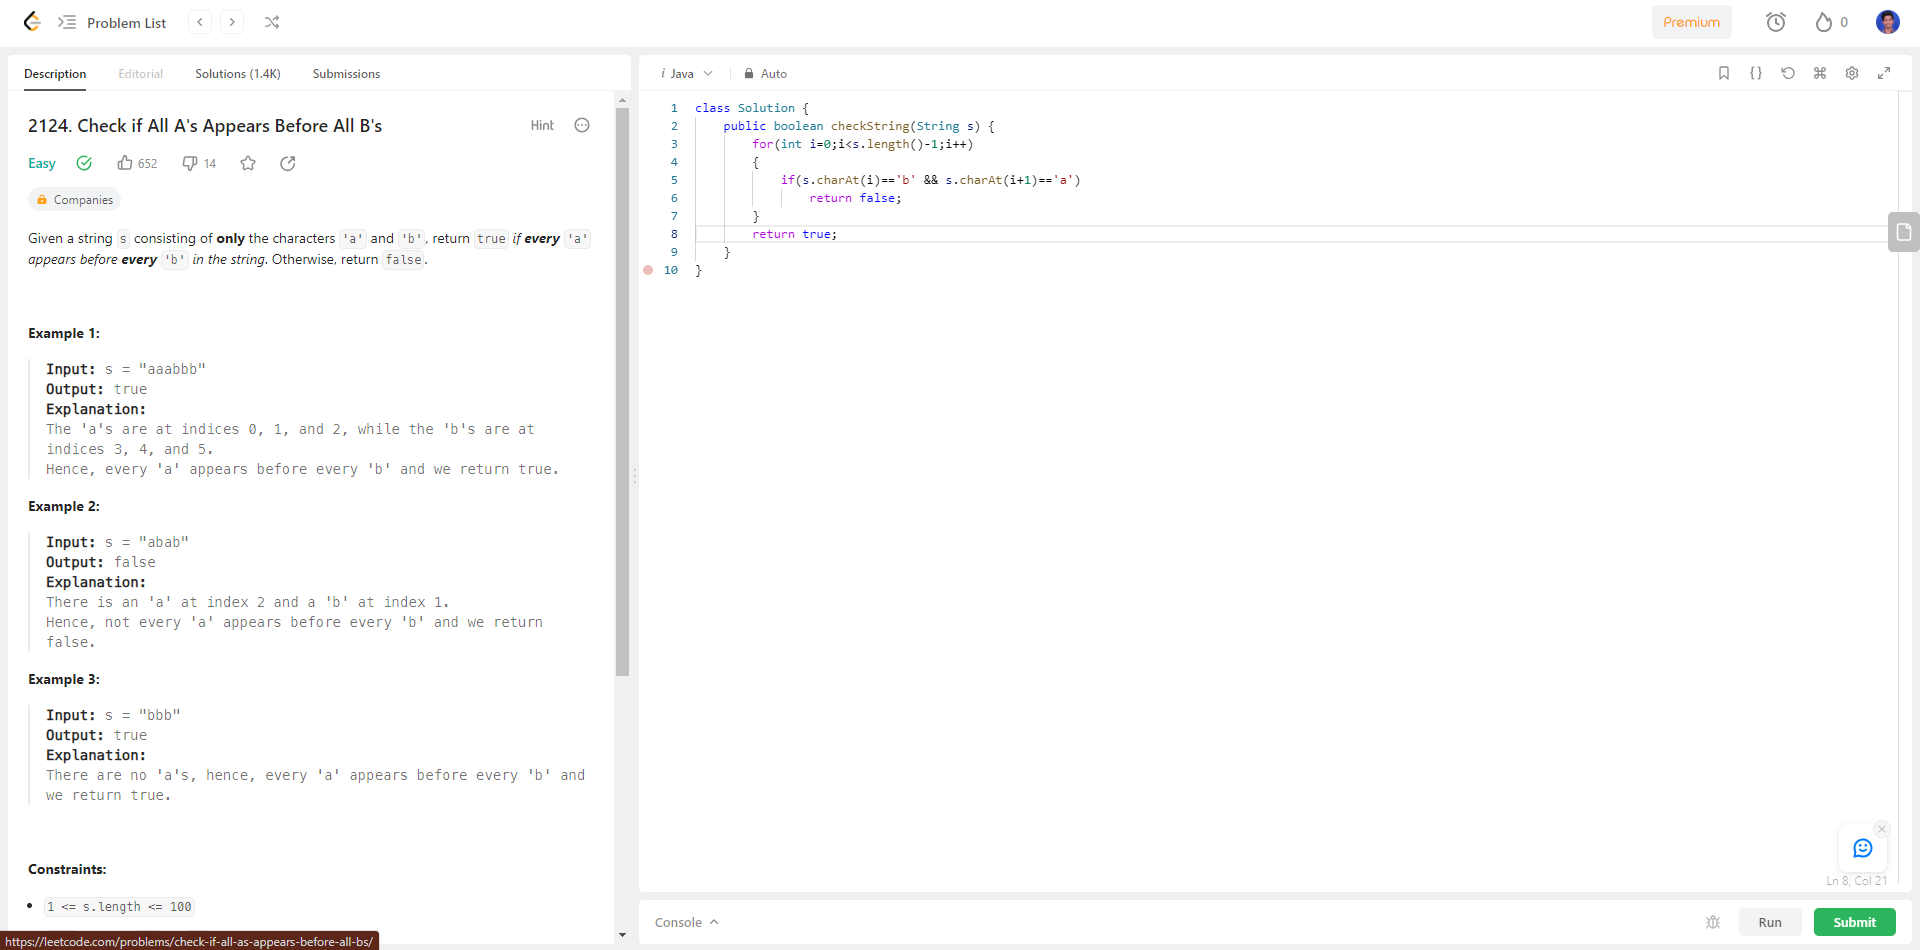 Problem List
Premium
0
Description
Editorial
Solutions (1.4K)
Submissions
2124. Check if All A's Appears Before All B's
Hint
Easy
652
14
Companies
Given a string s consisting of only the characters 'a' and 'b', return true if every 'a'
appears before every 'b' in the string. Otherwise, return false.
Example 1:
Input: s = "aaabbb"
Output: true
Explanation:
The 'a's are at indices 0, 1, and 2, while the 'b's are at
indices 3, 4, and 5.
Hence, every 'a' appears before every 'b' and we return true.
Example 2:
Input: s = "abab"
Output: false
Explanation:
There is an 'a' at index 2 and a 'b' at index 1.
Hence, not every 'a' appears before every 'b' and we return
false.
Example 3:
Input: s = "bbb"
Output: true
Explanation:
There are no 'a's, hence, every 'a' appears before every 'b' and
we return true.
Constraints:
1 <= s.length <= 100
https://leetcode.com/problems/check-if-all-as-appears-before-all-bs/
i Java
Auto
{}
1 class Solution {
2 public boolean checkString(String s) {
3 for(int i=0;i<s.length()-1;i++)
4 {
5 if(s.charAt(i)=='b' && s.charAt(i+1)=='a')
6 return false;
7 }
8 return true;
9 }
10 }
Ln 8, Col 21
Console
Run
Submit